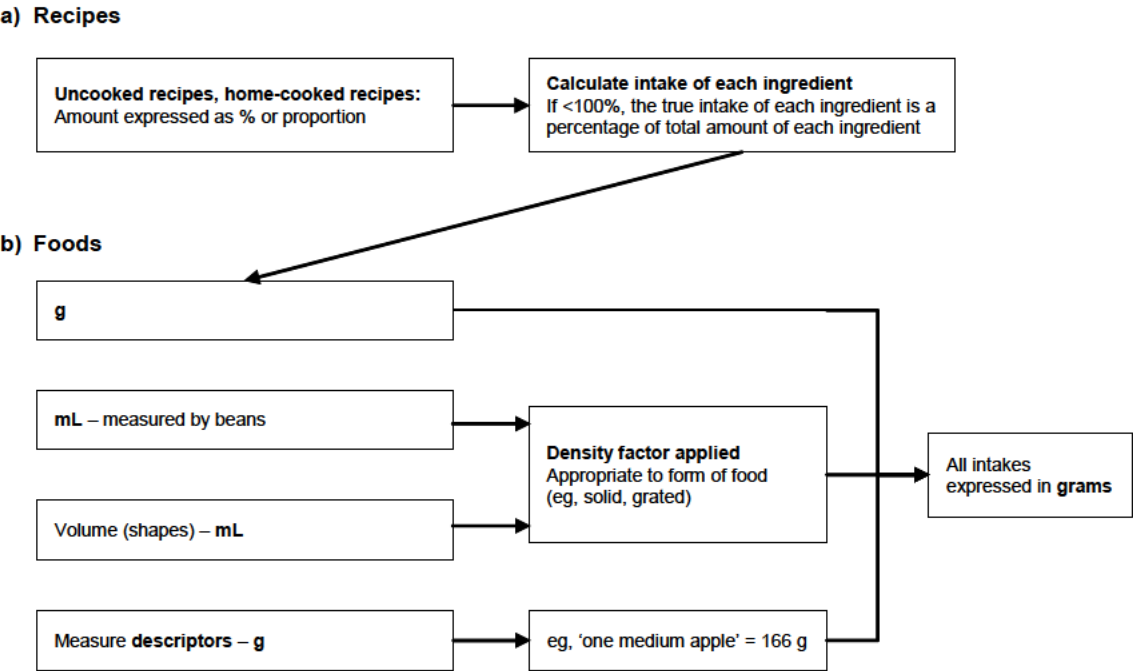 a) Recipes
Uncooked recipes, home-cooked recipes:
Amount expressed as % or proportion
Calculate intake of each ingredient
If <100%, the true intake of each ingredient is a
percentage of total amount of each ingredient
b) Foods
g
mL – measured by beans
Volume (shapes) – mL
Density factor applied
Appropriate to form of food
(eg, solid, grated)
All intakes
expressed in grams
Measure descriptors – g
eg, ‘one medium apple’ = 166 g